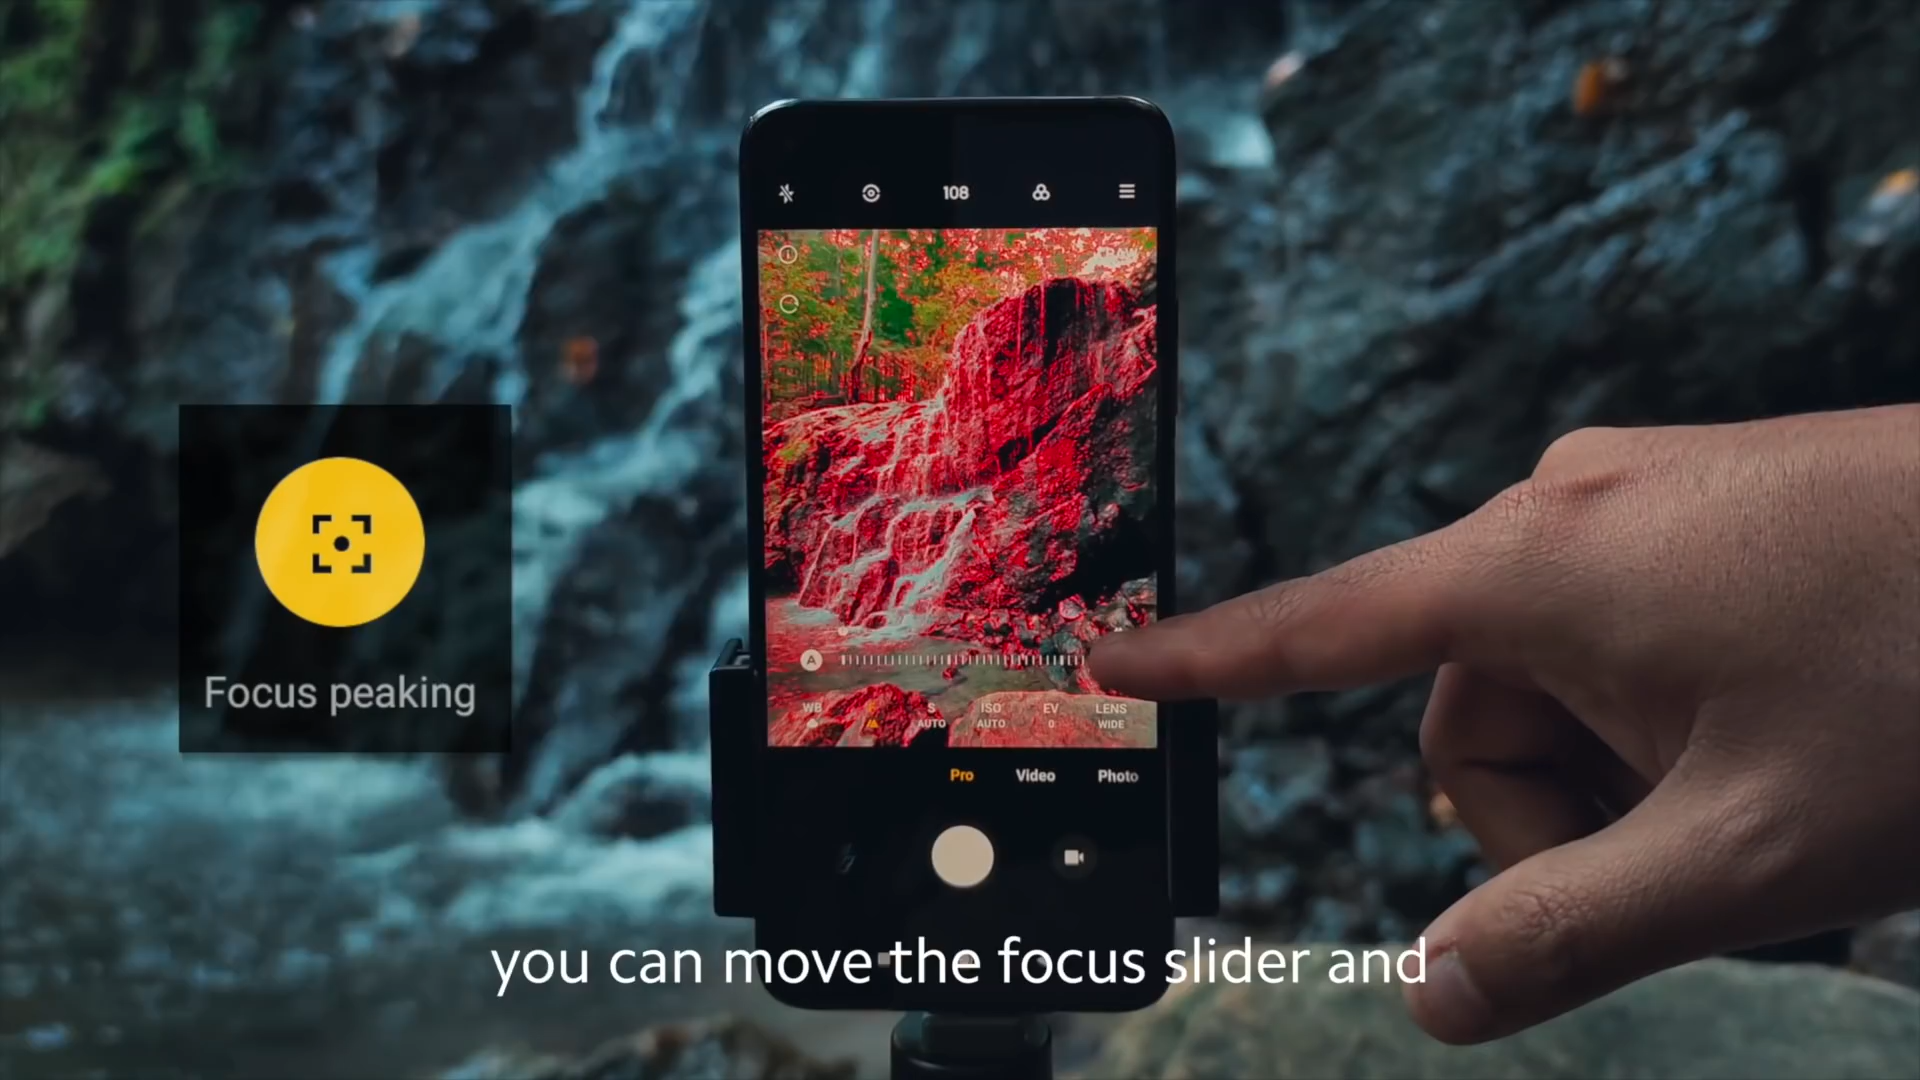 108
RAW
Focus peaking
A
WB
F
S
ISO
EV
LENS
AUTO
AUTO
0
WIDE
Pro
Video
Photo
you can move the focus slider and